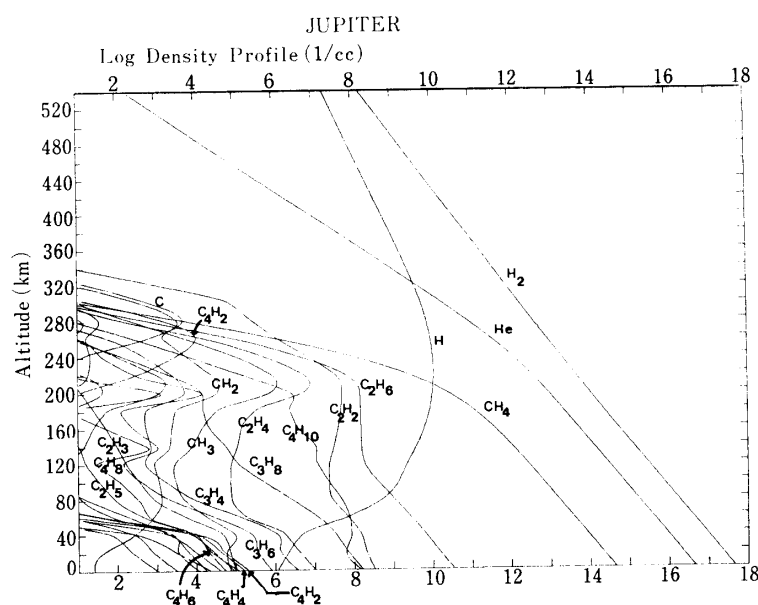 JUPITER
Log Density Profile (1/cc)
2 4 6 8 10 12 14 16 18
520
480
440
400
360
320
280
240
200
160
120
80
40
0
Altitude (km)
C
C₄H₂
H₂
He
H
CH₂
C₂H₆
C₂H₂
CH₄
C₂H₄
C₄H₁₀
C₂H₃
CH₃
C₄H₈
C₃H₈
C₂H₅
C₃H₄
C₃H₆
2 4 6 8 10 12 14 16 18
C₄H₆
C₄H₄
C₄H₂